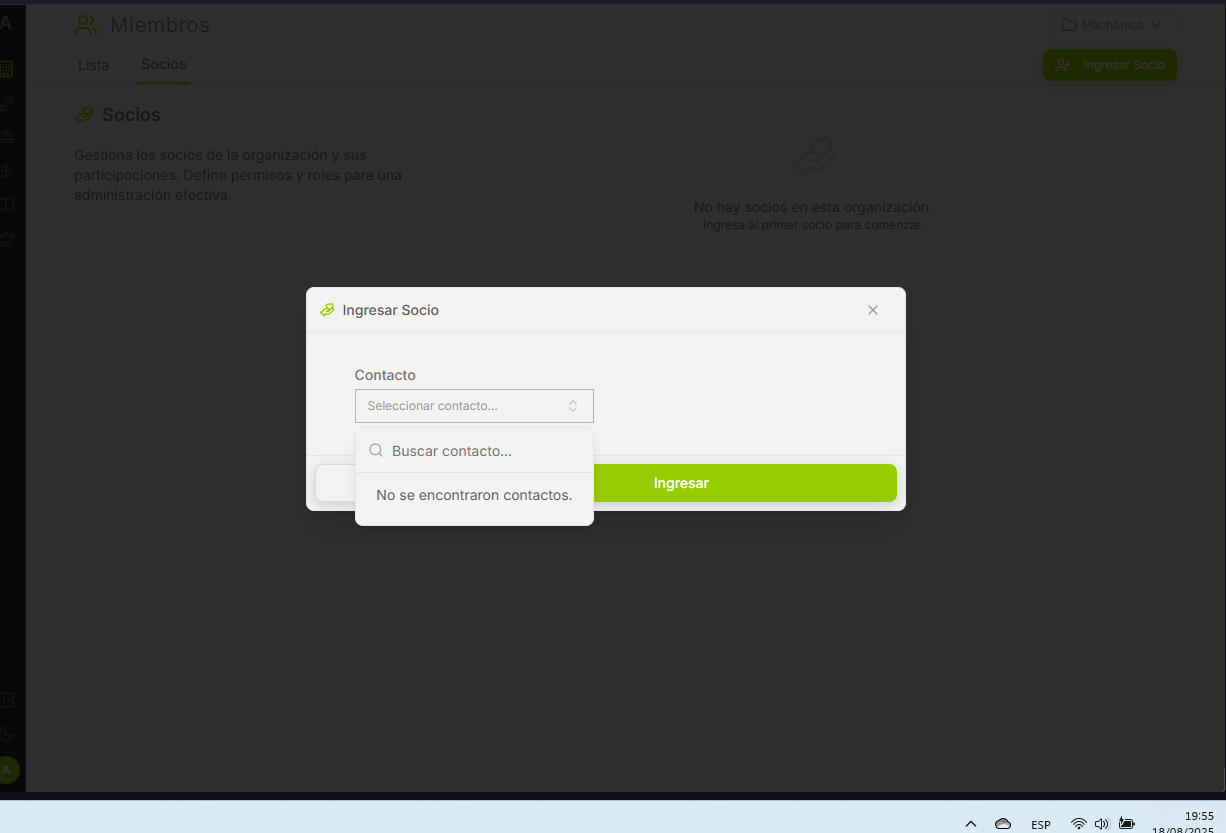 A
Miembros
Machónico
Lista
Socios
Ingresar Socio
Socios
Gestiona los socios de la organización y sus
participaciones. Define permisos y roles para una
administración efectiva.
No hay socios en esta organización.
Ingresa al primer socio para comenzar.
Ingresar Socio
Contacto
Seleccionar contacto...
Buscar contacto...
No se encontraron contactos.
Ingresar
A
ESP
19:55
18/08/2025